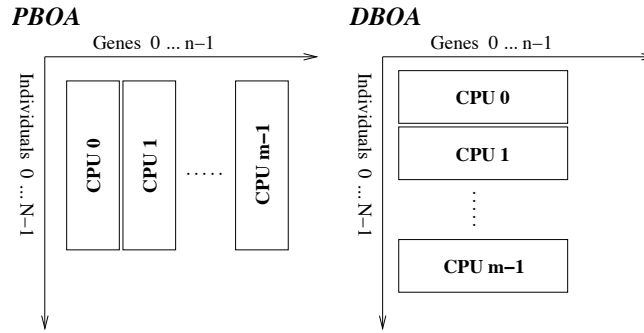 PBOA
Genes 0 ... n−1
Individuals 0 ... N−1
CPU 0
CPU 1
.....
CPU m−1
DBOA
Genes 0 ... n−1
Individuals 0 ... N−1
CPU 0
CPU 1
.....
CPU m−1